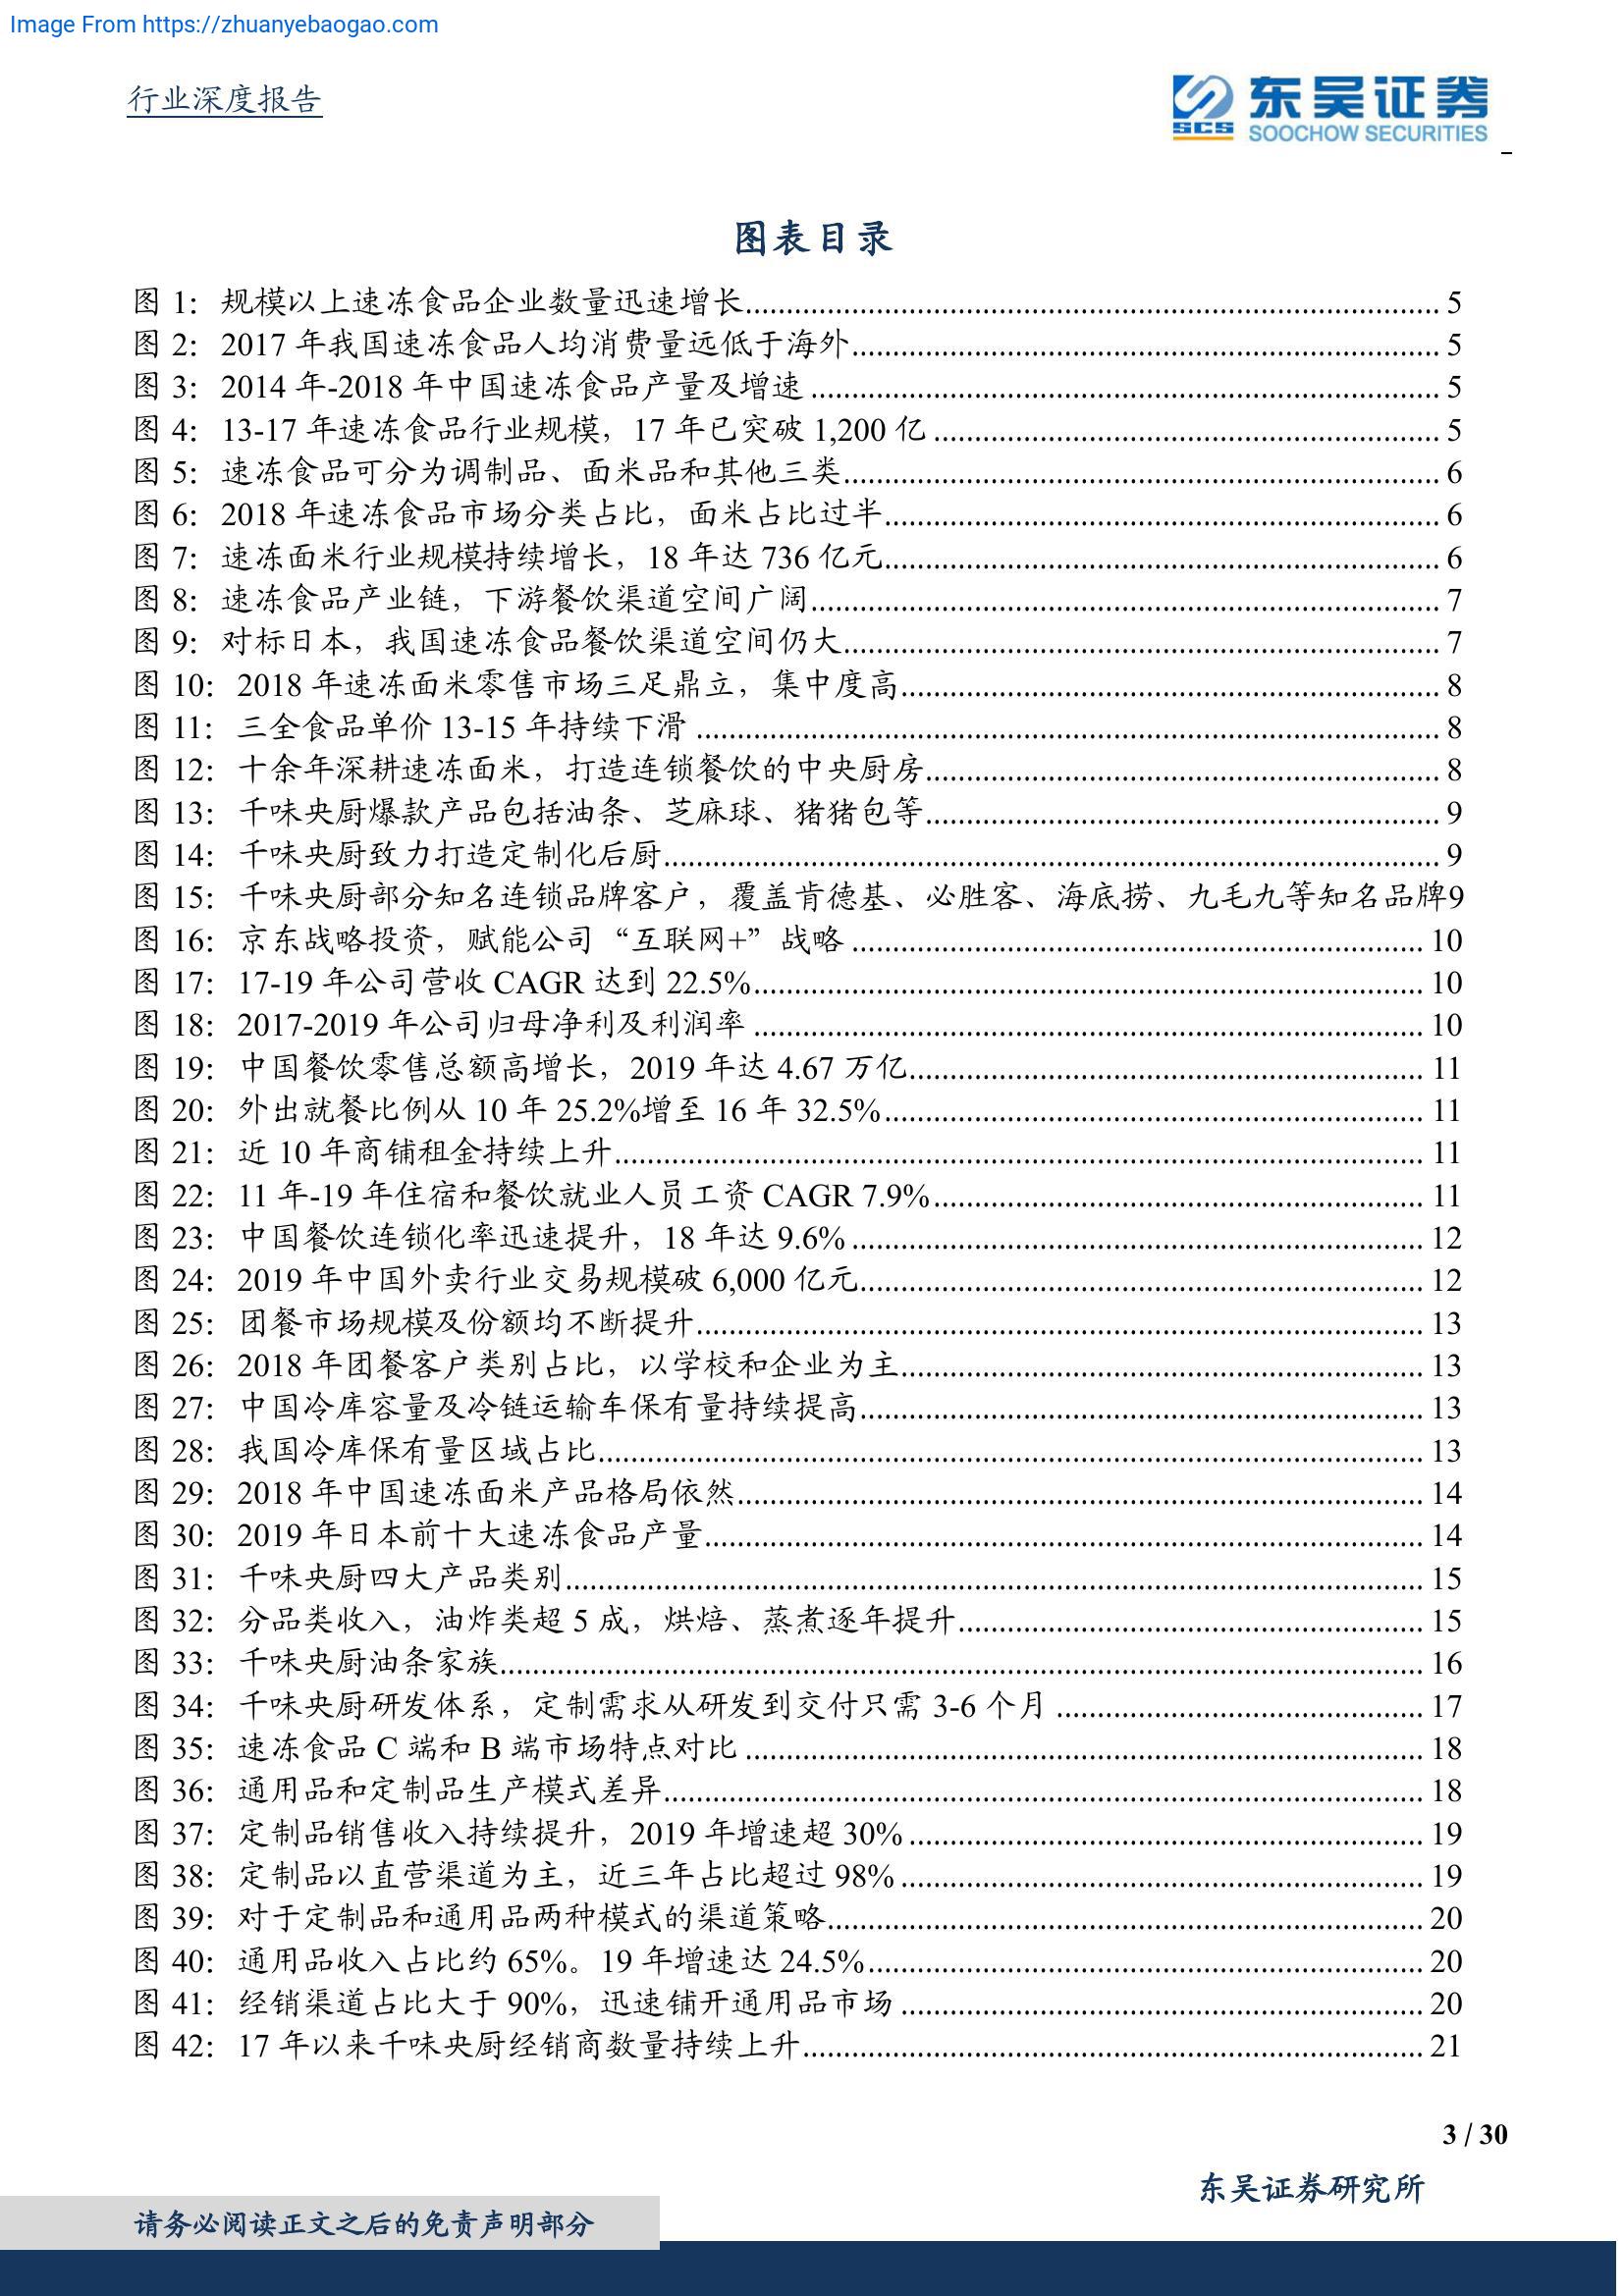 Image From https://zhuanyebaogao.com
行业深度报告
SCS 东吴证券
SOOCHOW SECURITIES
图表目录
图 1：规模以上速冻食品企业数量迅速增长 5
图 2：2017 年我国速冻食品人均消费量远低于海外 5
图 3：2014 年-2018 年中国速冻食品产量及增速 5
图 4：13-17 年速冻食品行业规模，17 年已突破 1,200 亿 5
图 5：速冻食品可分为调制品、面米品和其他三类 6
图 6：2018 年速冻食品市场分类占比，面米占比过半 6
图 7：速冻面米行业规模持续增长，18 年达 736 亿元 6
图 8：速冻食品产业链，下游餐饮渠道空间广阔 7
图 9：对标日本，我国速冻食品餐饮渠道空间仍大 7
图 10：2018 年速冻面米零售市场三足鼎立，集中度高 8
图 11：三全食品单价 13-15 年持续下滑 8
图 12：十余年深耕速冻面米，打造连锁餐饮的中央厨房 8
图 13：千味央厨爆款产品包括油条、芝麻球、猪猪包等 9
图 14：千味央厨致力打造定制化后厨 9
图 15：千味央厨部分知名连锁品牌客户，覆盖肯德基、必胜客、海底捞、九毛九等知名品牌9
图 16：京东战略投资，赋能公司“互联网+”战略 10
图 17：17-19 年公司营收 CAGR 达到 22.5% 10
图 18：2017-2019 年公司归母净利及利润率 10
图 19：中国餐饮零售总额高增长，2019 年达 4.67 万亿 11
图 20：外出就餐比例从 10 年 25.2%增至 16 年 32.5% 11
图 21：近 10 年商铺租金持续上升 11
图 22：11 年-19 年住宿和餐饮就业人员工资 CAGR 7.9% 11
图 23：中国餐饮连锁化率迅速提升，18 年达 9.6% 12
图 24：2019 年中国外卖行业交易规模破 6,000 亿元 12
图 25：团餐市场规模及份额均不断提升 13
图 26：2018 年团餐客户类别占比，以学校和企业为主 13
图 27：中国冷库容量及冷链运输车保有量持续提高 13
图 28：我国冷库保有量区域占比 13
图 29：2018 年中国速冻面米产品格局依然 14
图 30：2019 年日本前十大速冻食品产量 14
图 31：千味央厨四大产品类别 15
图 32：分品类收入，油炸类超 5 成，烘焙、蒸煮逐年提升 15
图 33：千味央厨油条家族 16
图 34：千味央厨研发体系，定制需求从研发到交付只需 3-6 个月 17
图 35：速冻食品 C 端和 B 端市场特点对比 18
图 36：通用品和定制品生产模式差异 18
图 37：定制品销售收入持续提升，2019 年增速超 30% 19
图 38：定制品以直营渠道为主，近三年占比超过 98% 19
图 39：对于定制品和通用品两种模式的渠道策略 20
图 40：通用品收入占比约 65%。19 年增速达 24.5% 20
图 41：经销渠道占比大于 90%，迅速铺开通用品市场 20
图 42：17 年以来千味央厨经销商数量持续上升 21
3 / 30
东吴证券研究所
请务必阅读正文之后的免责声明部分